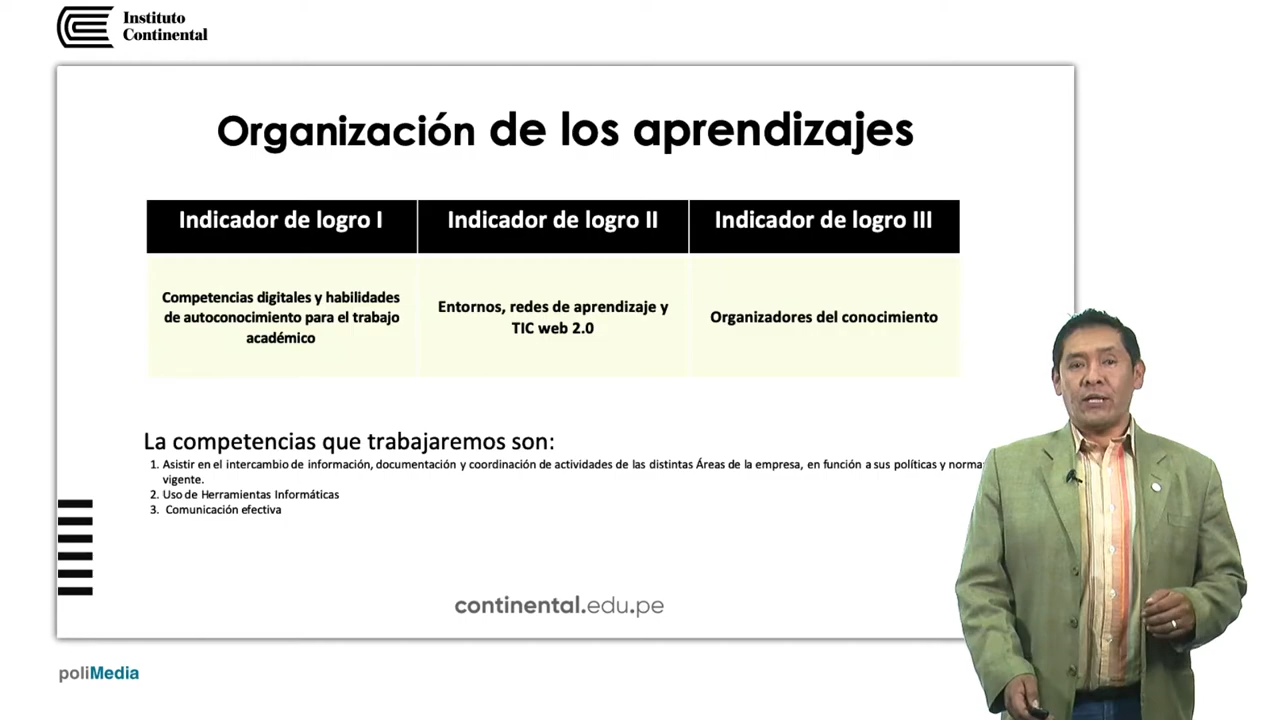 Instituto
Continental
Organización de los aprendizajes
Indicador de logro I
Indicador de logro II
Indicador de logro III
Competencias digitales y habilidades
de autoconocimiento para el trabajo
académico
Entornos, redes de aprendizaje y
TIC web 2.0
Organizadores del conocimiento
La competencias que trabajaremos son:
1. Asistir en el intercambio de información, documentación y coordinación de actividades de las distintas Áreas de la empresa, en función a sus políticas y
vigente.
2. Uso de Herramientas Informáticas
3. Comunicación efectiva
continental.edu.pe
poliMedia